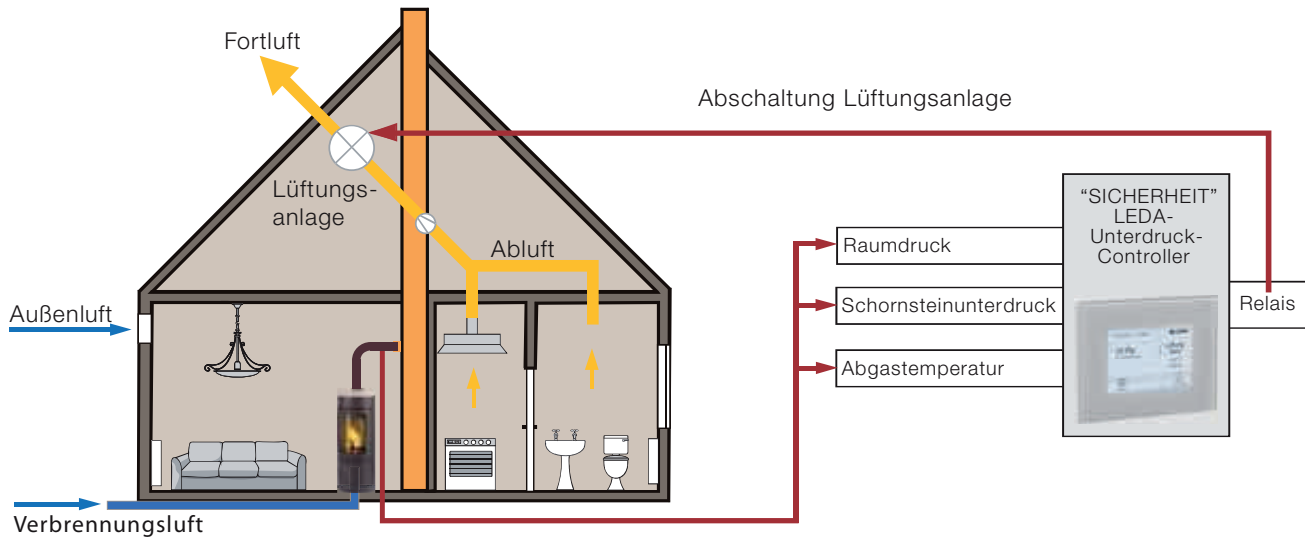 Fortluft
Abschaltung Lüftungsanlage
Lüftungs-
anlage
Abluft
"SICHERHEIT"
LEDA-
Unterdruck-
Controller
Raumdruck
Schornsteinunterdruck
Abgastemperatur
Relais
Außenluft
Verbrennungsluft